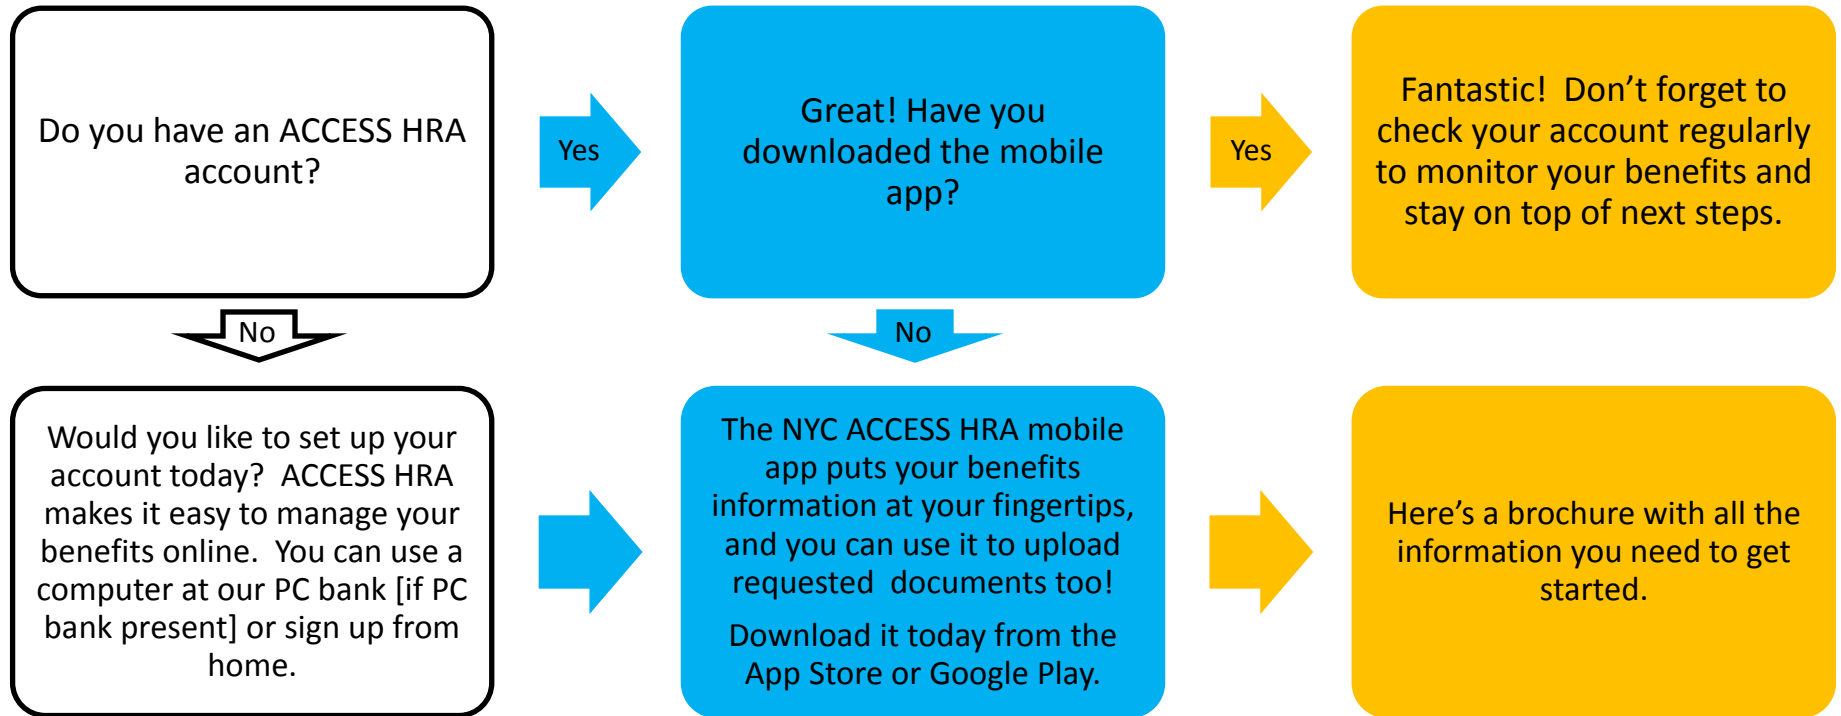 Do you have an ACCESS HRA
account?
Yes
Great! Have you
downloaded the mobile
app?
Yes
Fantastic!  Don’t forget to
check your account regularly
to monitor your benefits and
stay on top of next steps.
No
No
Would you like to set up your
account today?  ACCESS HRA
makes it easy to manage your
benefits online.  You can use a
computer at our PC bank [if PC
bank present] or sign up from
home.
The NYC ACCESS HRA mobile
app puts your benefits
information at your fingertips,
and you can use it to upload
requested  documents too!
Download it today from the
App Store or Google Play.
Here’s a brochure with all the
information you need to get
started.